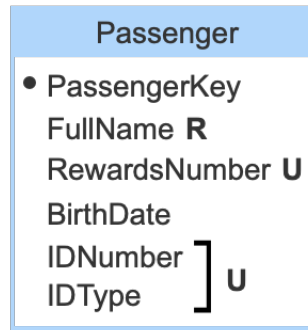 Passenger
• PassengerKey
FullName R
RewardsNumber U
BirthDate
IDNumber
IDType
U